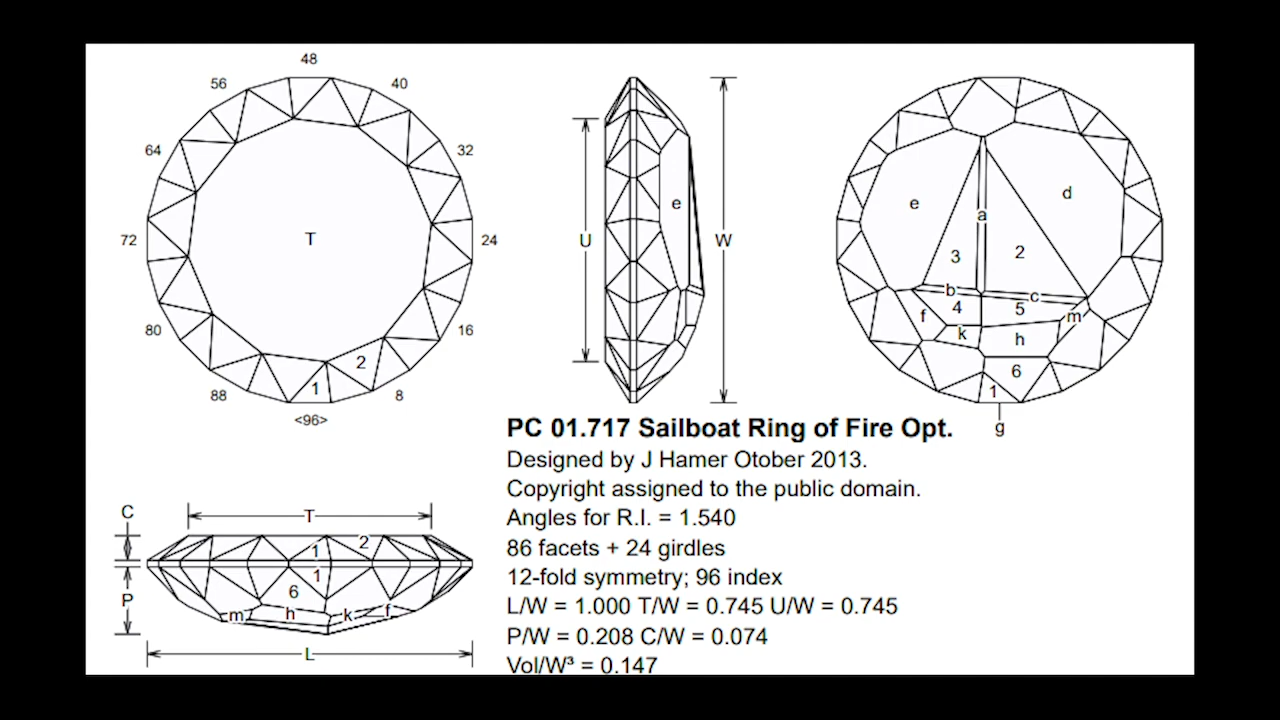 48
56
40
64
32
T
72
24
80
16
2
1
88
8
<96>
U
e
W
e
d
a
3
2
b
c
4
5
f
m
k
h
6
1
g
C
T
1
2
P
1
6
m
h
k
f
L
PC 01.717 Sailboat Ring of Fire Opt.
Designed by J Hamer Otober 2013.
Copyright assigned to the public domain.
Angles for R.I. = 1.540
86 facets + 24 girdles
12-fold symmetry; 96 index
L/W = 1.000 T/W = 0.745 U/W = 0.745
P/W = 0.208 C/W = 0.074
Vol/W³ = 0.147